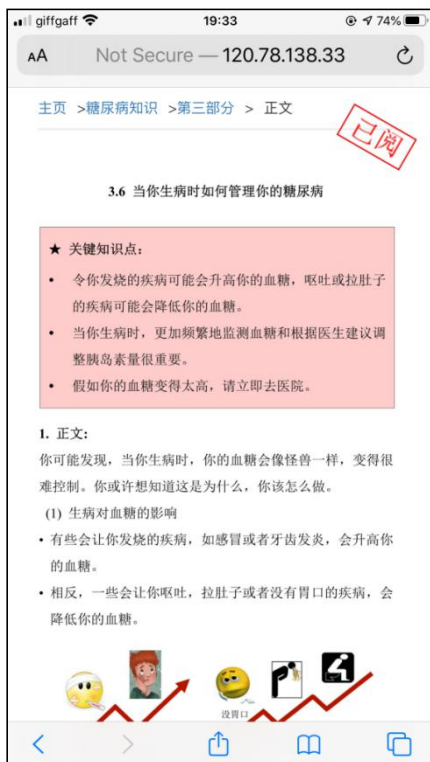 giffgaff 19:33 74%
AA Not Secure — 120.78.138.33
主页 >糖尿病知识 >第三部分 > 正文
已阅
3.6 当你生病时如何管理你的糖尿病
★ 关键知识点：
• 令你发烧的疾病可能会升高你的血糖，呕吐或拉肚子
的疾病可能会降低你的血糖。
• 当你生病时，更加频繁地监测血糖和根据医生建议调
整胰岛素量很重要。
• 假如你的血糖变得太高，请立即去医院。
1. 正文：
你可能发现，当你生病时，你的血糖会像怪兽一样，变得很
难控制。你或许想知道这是为什么，你该怎么做。
(1) 生病对血糖的影响
• 有些会让你发烧的疾病，如感冒或者牙齿发炎，会升高你
的血糖。
• 相反，一些会让你呕吐，拉肚子或者没有胃口的疾病，会
降低你的血糖。
没胃口